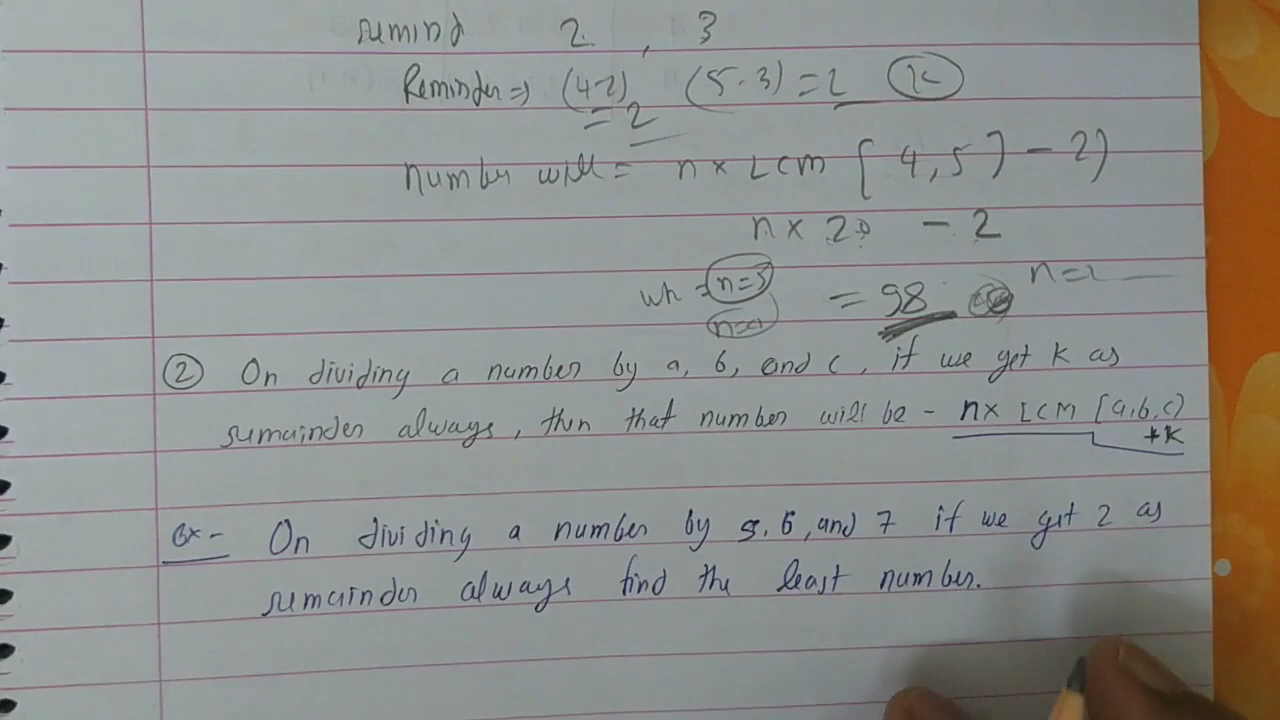 remind 2 , 3
Reminder => (4-2) (5-3) = 2 K
= 2
number will = n x LCM [4,5] - 2)
n x 20 - 2
wh = n=5 = 98 n=1
② On dividing a number by a, b, and c, if we get K as
remainder always, then that number will be - nx LCM [a,b,c)
+K
Ex - On dividing a number by 5, 6, and 7 if we get 2 as
remainder always find the least number.